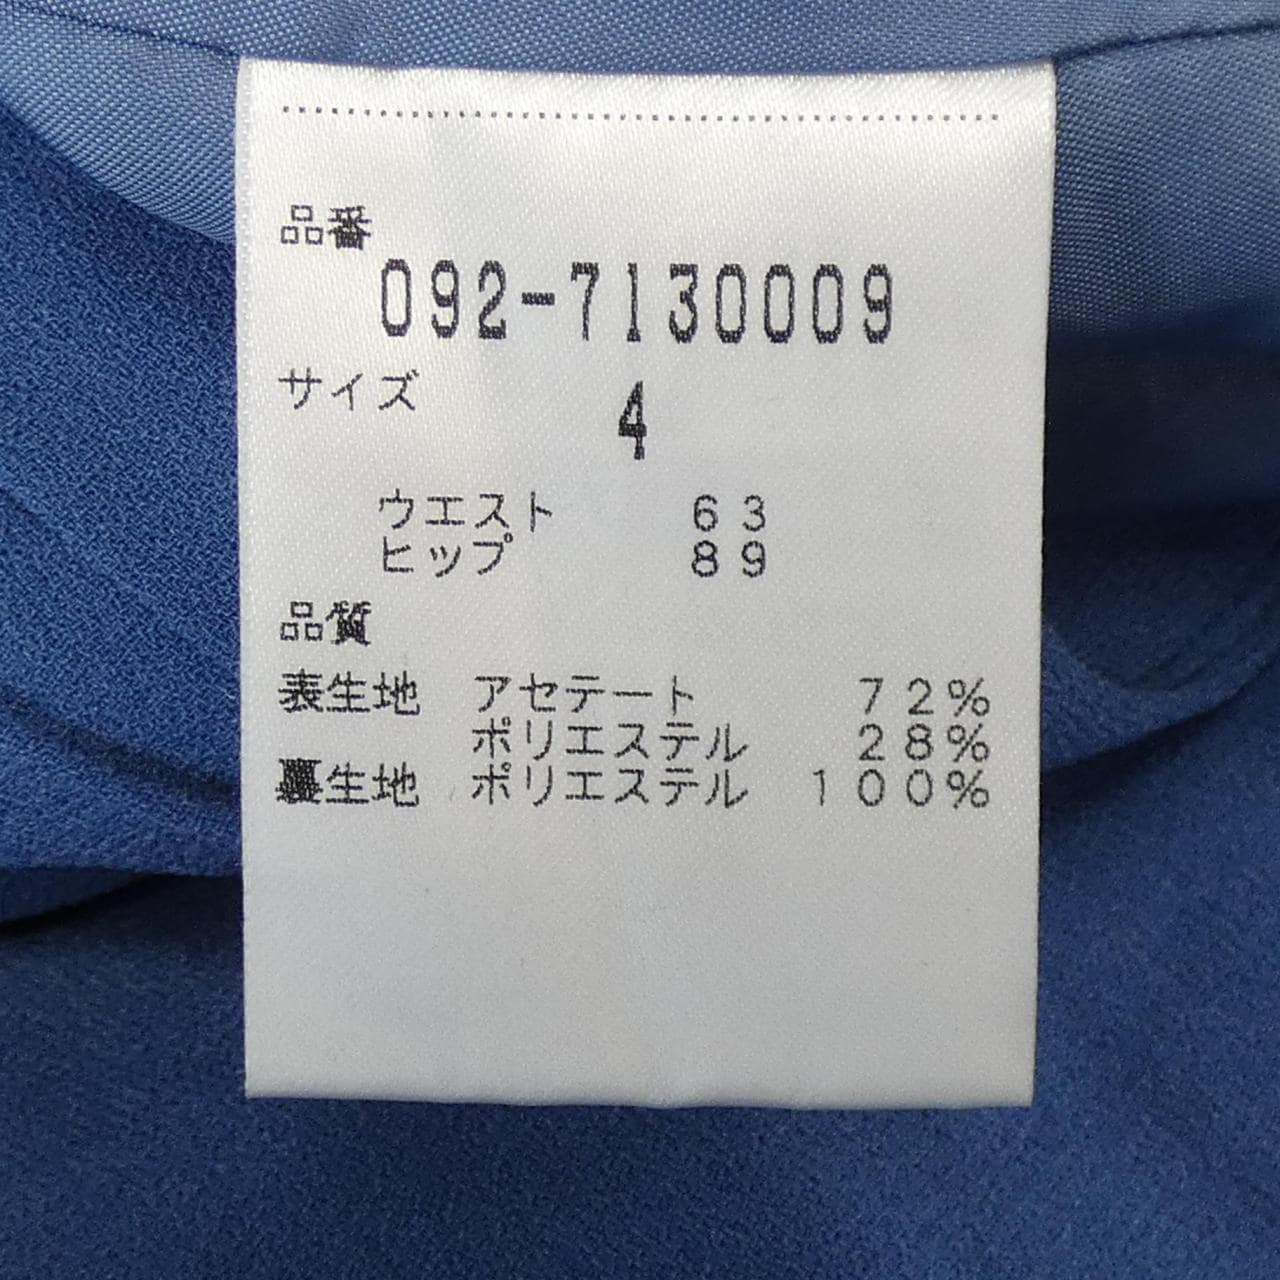 品番
092-7130009
サイズ
4
ウエスト 63
ヒップ 89
品質
表生地 アセテート 72%
ポリエステル 28%
裏生地 ポリエステル 100%